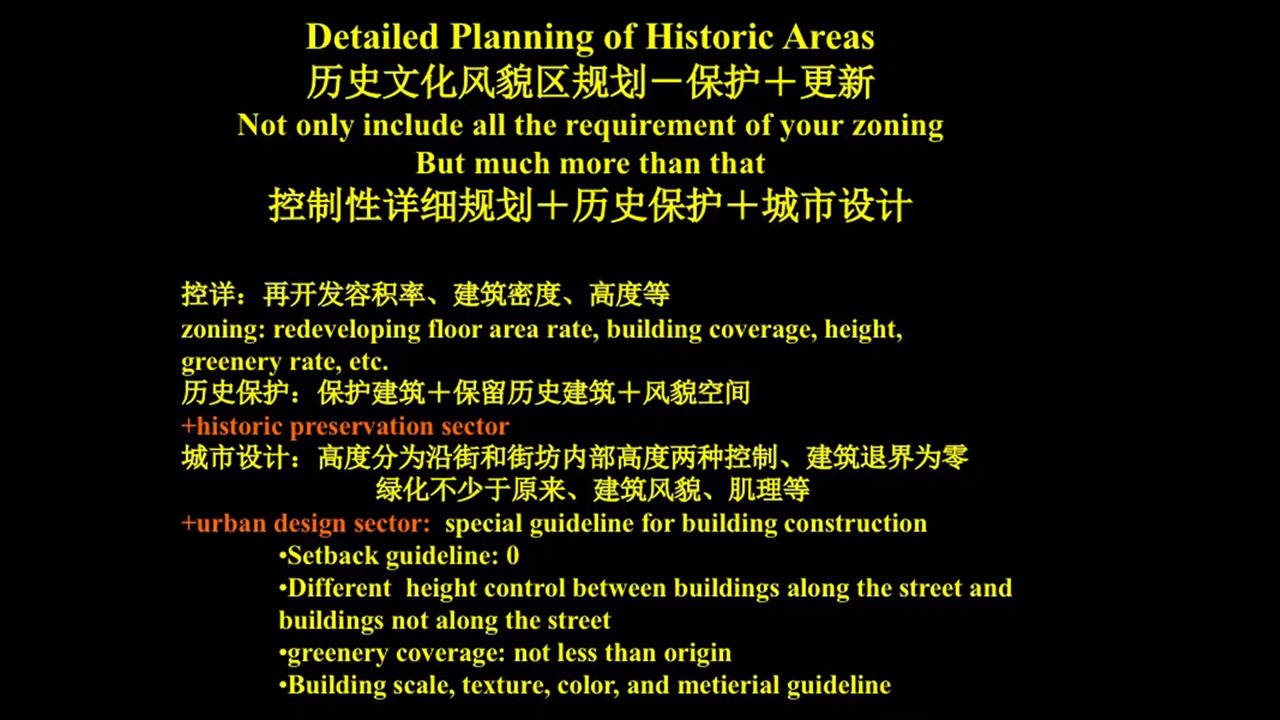 Detailed Planning of Historic Areas
历史文化风貌区规划－保护＋更新
Not only include all the requirement of your zoning
But much more than that
控制性详细规划＋历史保护＋城市设计
控详：再开发容积率、建筑密度、高度等
zoning: redeveloping floor area rate, building coverage, height,
greenery rate, etc.
历史保护：保护建筑＋保留历史建筑＋风貌空间
+historic preservation sector
城市设计：高度分为沿街和街坊内部高度两种控制、建筑退界为零
绿化不少于原来、建筑风貌、肌理等
+urban design sector: special guideline for building construction
•Setback guideline: 0
•Different height control between buildings along the street and
buildings not along the street
•greenery coverage: not less than origin
•Building scale, texture, color, and metierial guideline